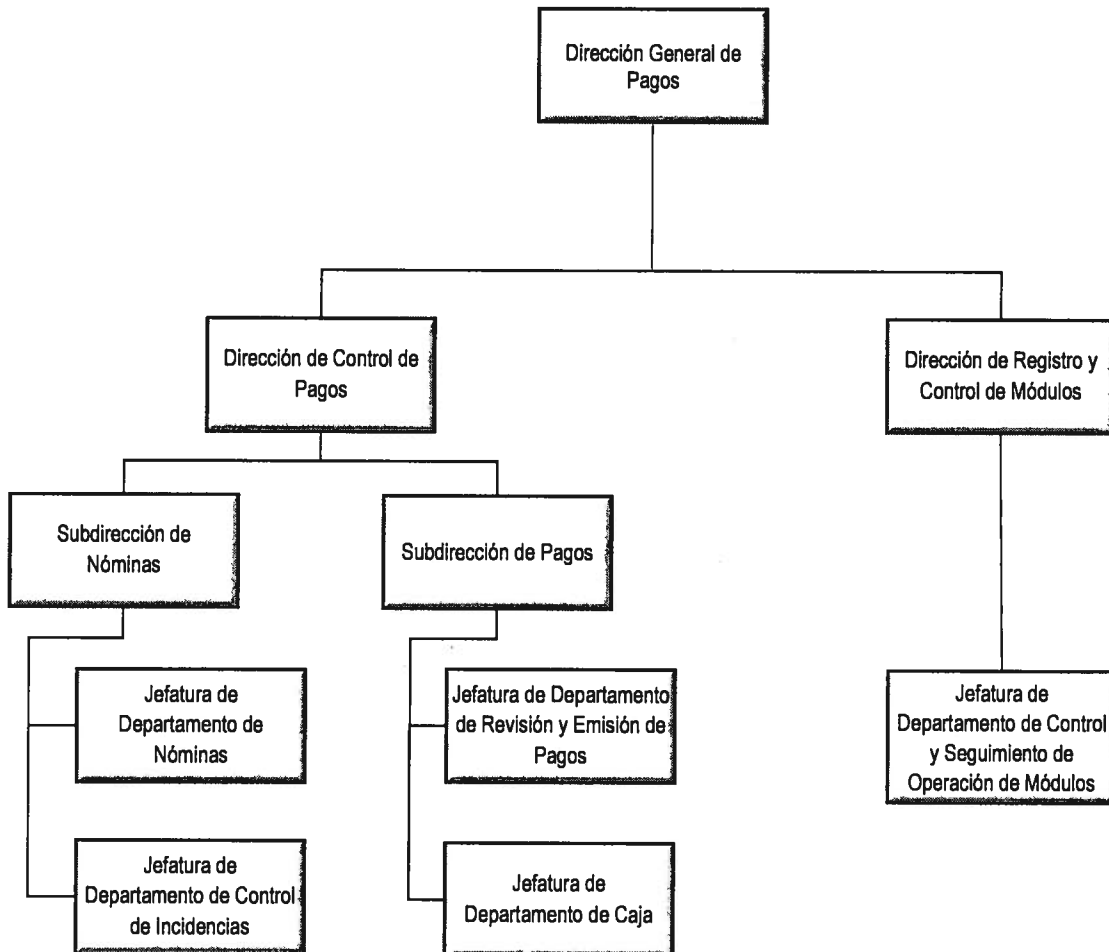 Dirección General de
Pagos
Dirección de Control de
Pagos
Dirección de Registro y
Control de Módulos
Subdirección de
Nóminas
Subdirección de Pagos
Jefatura de
Departamento de
Nóminas
Jefatura de Departamento
de Revisión y Emisión de
Pagos
Jefatura de
Departamento de Control
y Seguimiento de
Operación de Módulos
Jefatura de
Departamento de Control
de Incidencias
Jefatura de
Departamento de Caja